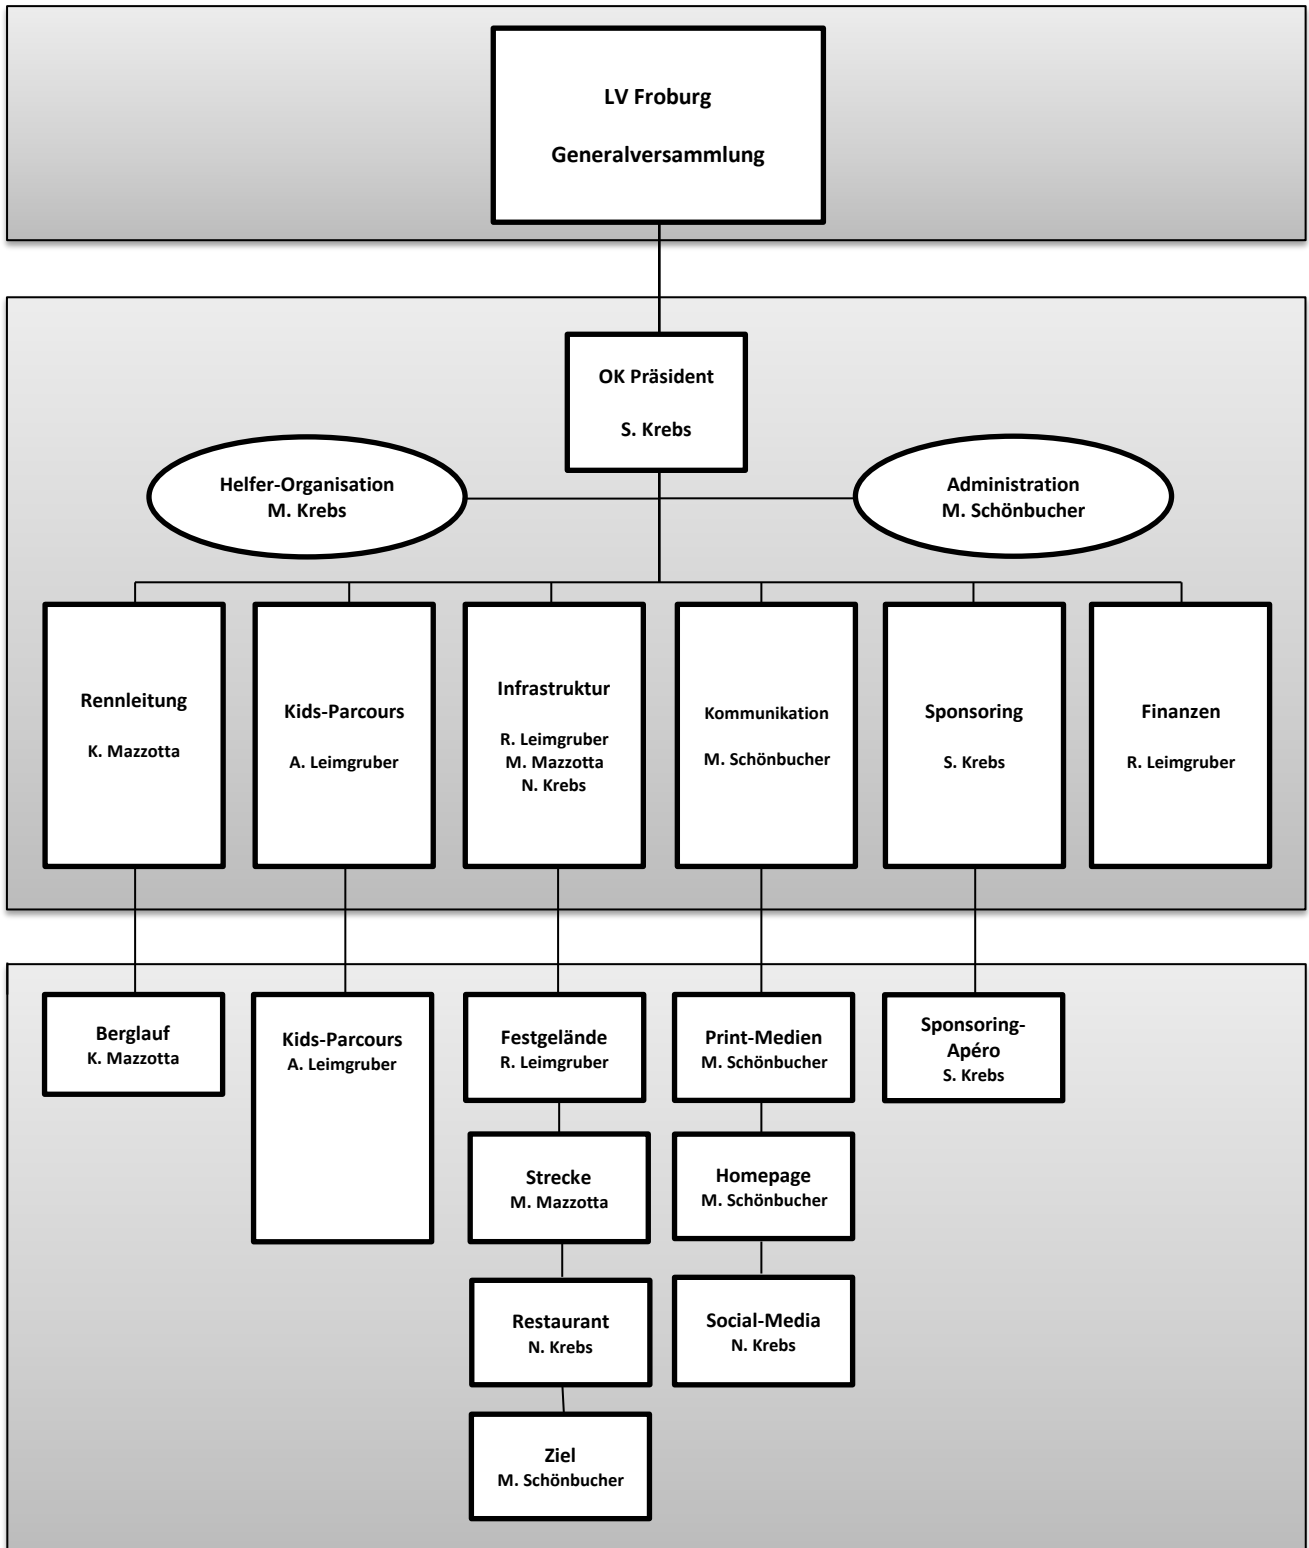 LV Froburg
Generalversammlung
OK Präsident
S. Krebs
Helfer-Organisation
M. Krebs
Administration
M. Schönbucher
Rennleitung
K. Mazzotta
Kids-Parcours
A. Leimgruber
Infrastruktur
R. Leimgruber
M. Mazzotta
N. Krebs
Kommunikation
M. Schönbucher
Sponsoring
S. Krebs
Finanzen
R. Leimgruber
Berglauf
K. Mazzotta
Kids-Parcours
A. Leimgruber
Festgelände
R. Leimgruber
Print-Medien
M. Schönbucher
Sponsoring-
Apéro
S. Krebs
Strecke
M. Mazzotta
Homepage
M. Schönbucher
Restaurant
N. Krebs
Social-Media
N. Krebs
Ziel
M. Schönbucher